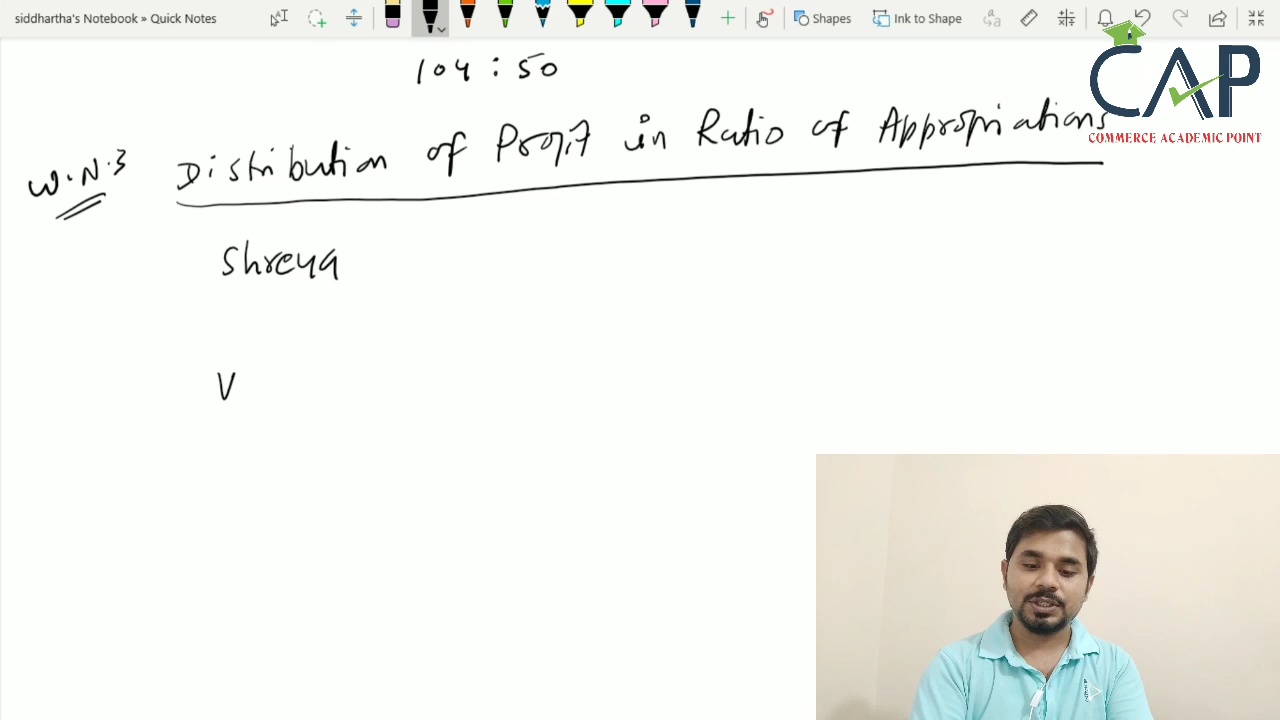 siddhartha's Notebook » Quick Notes
Shapes
Ink to Shape
104 : 50
CAP
COMMERCE ACADEMIC POINT
W.N.3 Distribution of Profit in Ratio of Appropriations
Shreya
V